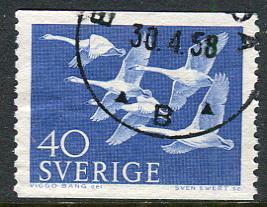 30.4.58
B
40
SVERIGE
VIGGO BANG del. SVEN EWERT sc.